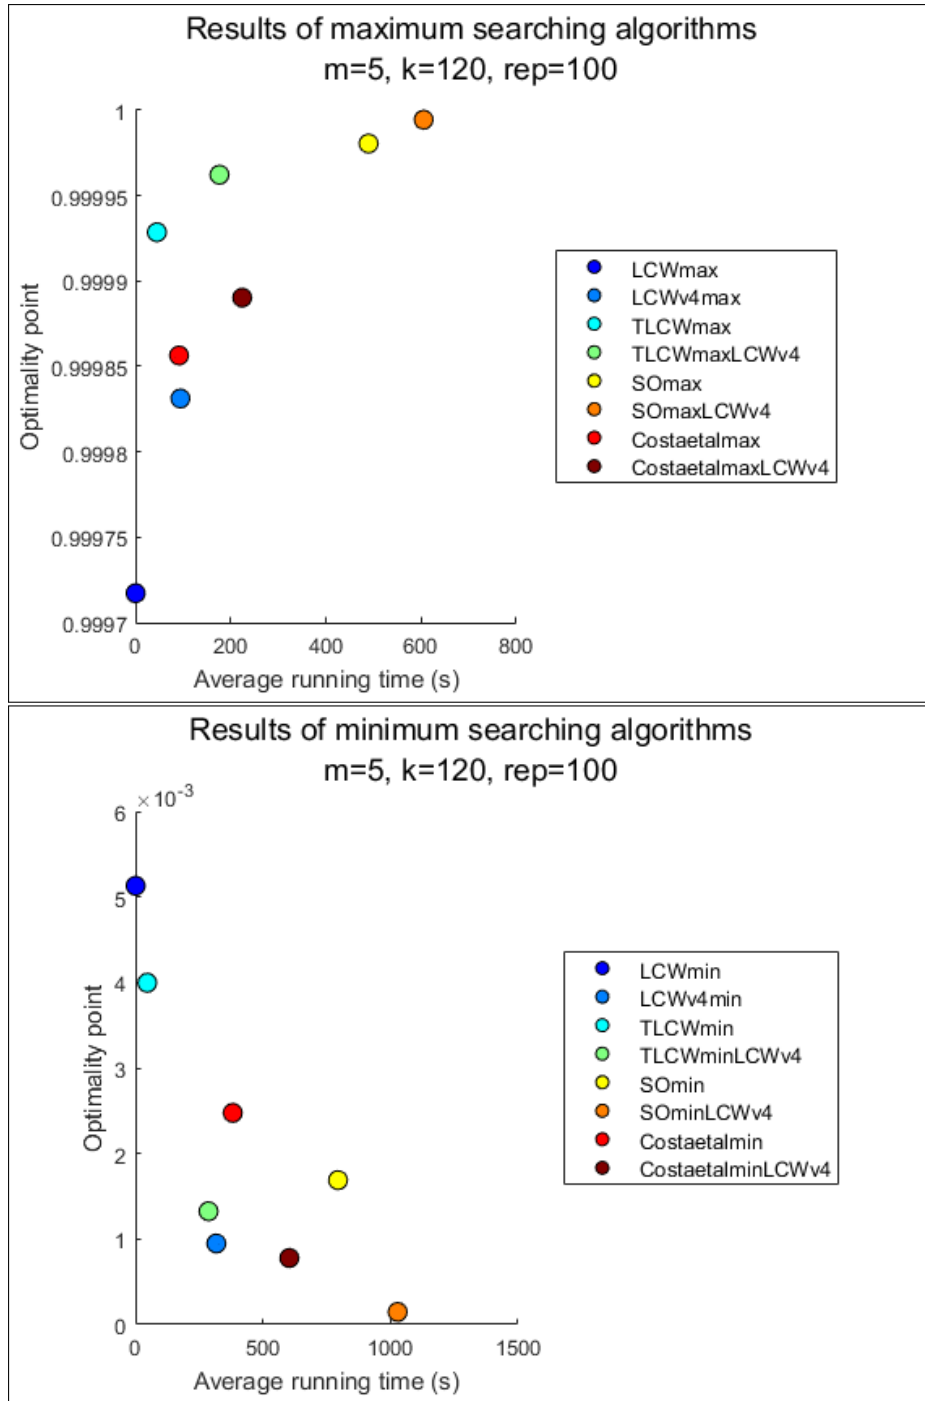 Results of maximum searching algorithms
m=5, k=120, rep=100
1
0.99995
0.9999
0.99985
0.9998
0.99975
0.9997
Optimality point
0
200
400
600
800
Average running time (s)
LCWmax
LCWv4max
TLCWmax
TLCWmaxLCWv4
SOmax
SOmaxLCWv4
Costaetalmax
CostaetalmaxLCWv4
Results of minimum searching algorithms
m=5, k=120, rep=100
×10-3
6
5
4
3
2
1
0
Optimality point
0
500
1000
1500
Average running time (s)
LCWmin
LCWv4min
TLCWmin
TLCWminLCWv4
SOmin
SOminLCWv4
Costaetalmin
CostaetalminLCWv4